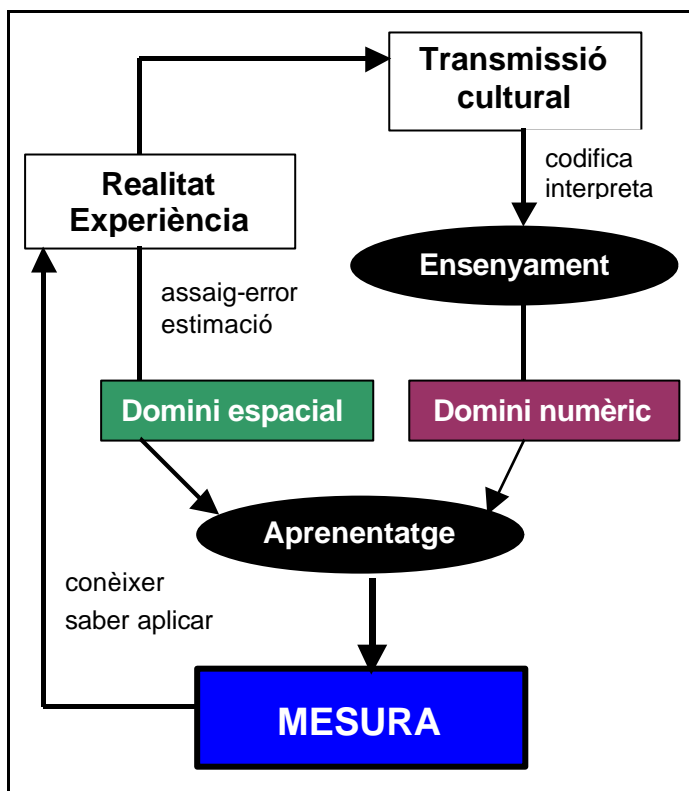 Transmissió
cultural
codifica
interpreta
Realitat
Experiència
Ensenyament
assaig-error
estimació
Domini espacial
Domini numèric
Aprenentatge
conèixer
saber aplicar
MESURA